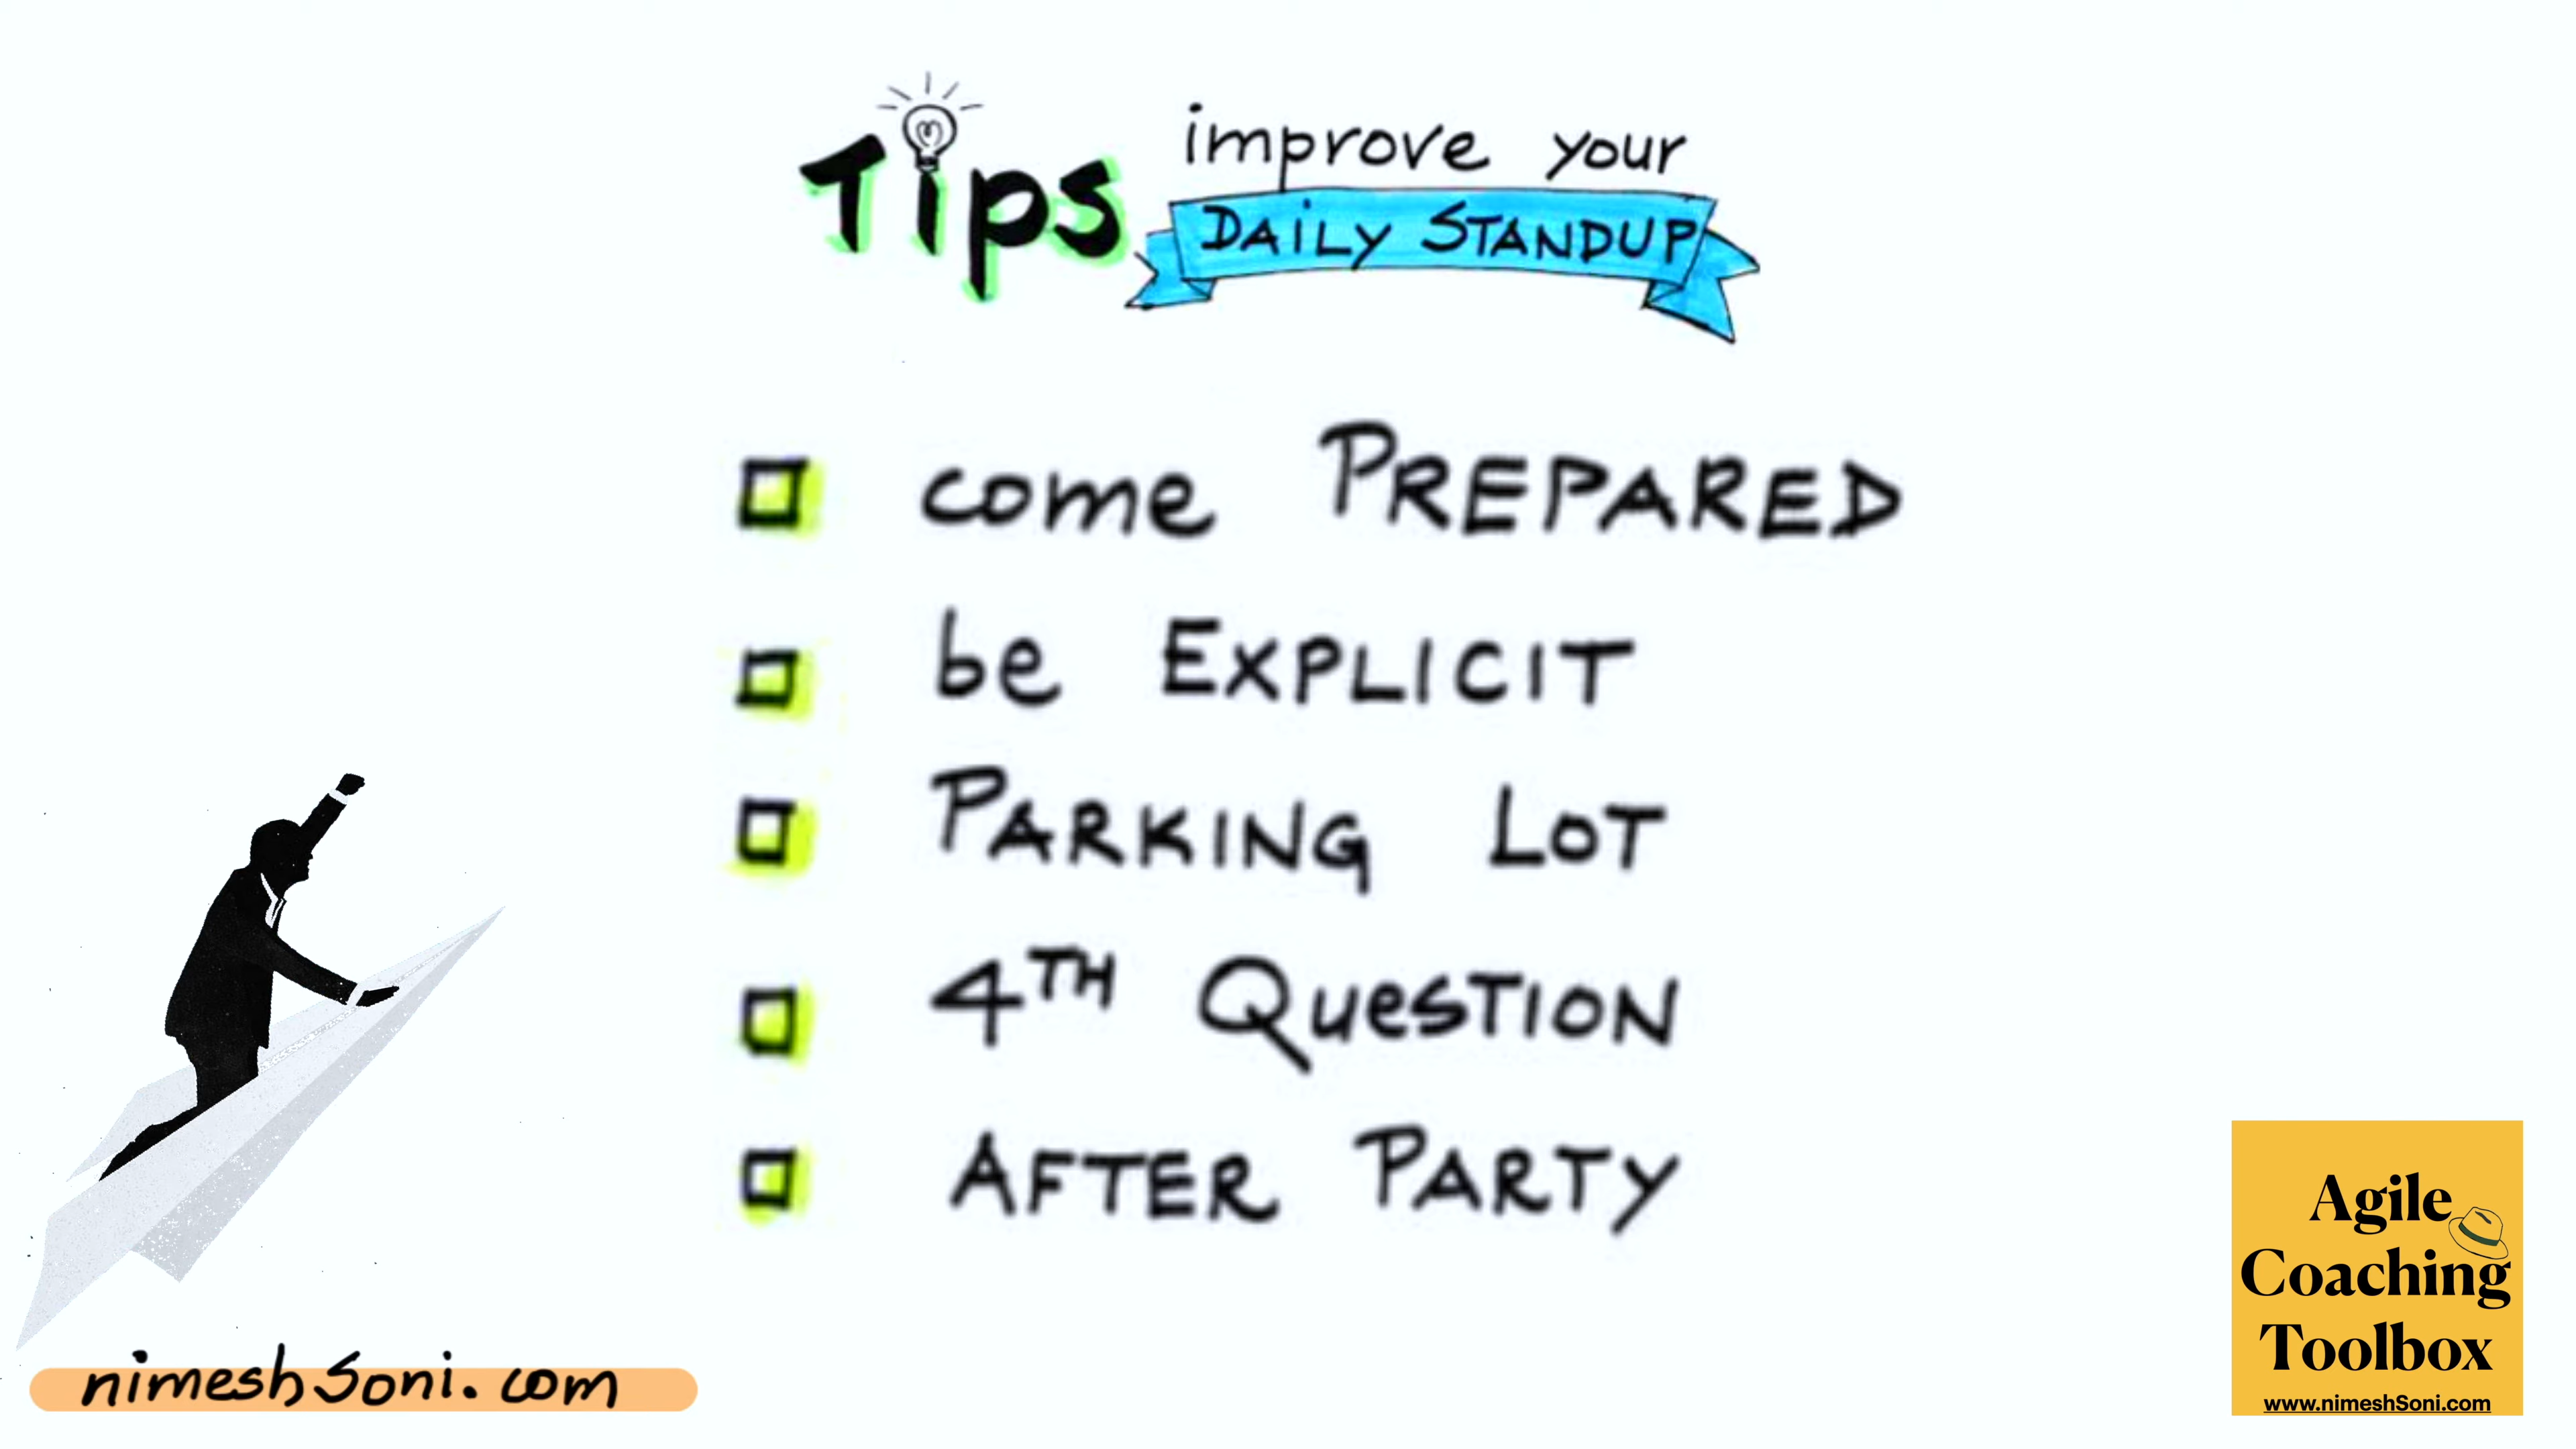 Tips
improve your
DAILY STANDUP
come PREPARED
be EXPLICIT
PARKING LOT
4TH QUESTION
AFTER PARTY
nimeshSoni.com
Agile
Coaching
Toolbox
www.nimeshSoni.com